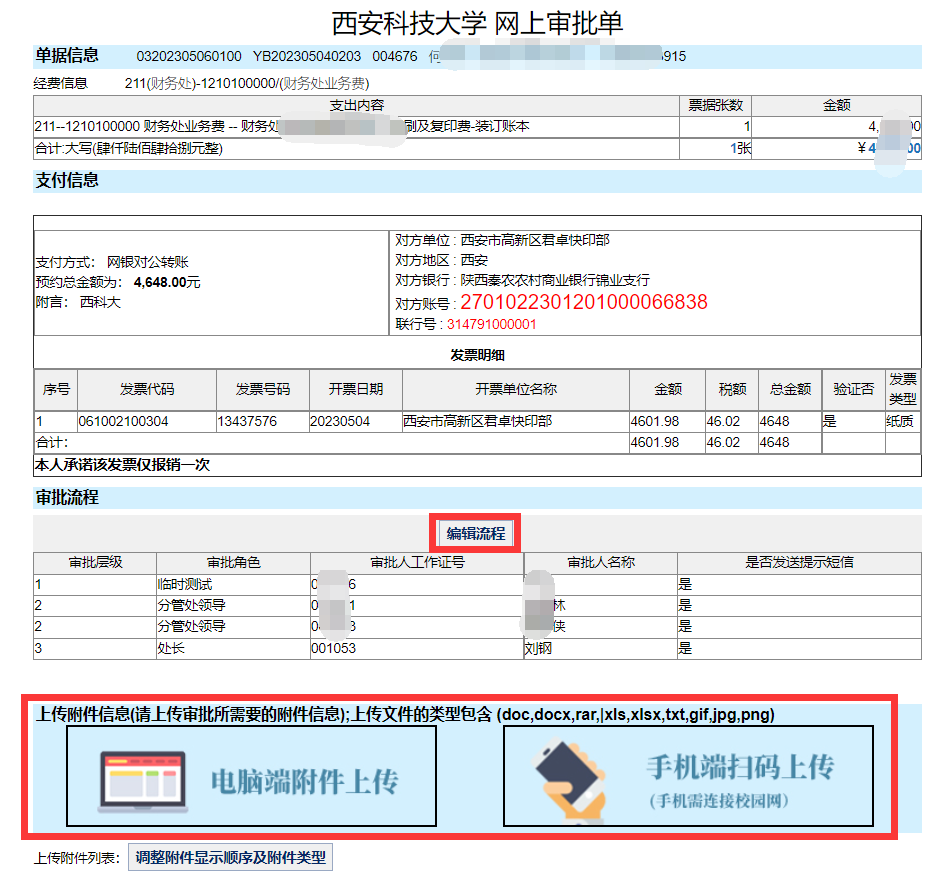 西安科技大学 网上审批单
单据信息 03202305060100 YB202305040203 004676 何 915
经费信息 211(财务处)-1210100000/(财务处业务费)
支出内容 票据张数 金额
211--1210100000 财务处业务费 -- 财务处 刷及复印费-装订账本 1 4, 00
合计:大写(肆仟陆佰肆拾捌元整) 1张 ￥4 00
支付信息
支付方式： 网银对公转账
预约总金额为： 4,648.00元
附言： 西科大
对方单位 : 西安市高新区君卓快印部
对方地区 : 西安
对方银行 : 陕西秦农农村商业银行锦业支行
对方账号 : 2701022301201000066838
联行号 : 314791000001
发票明细
序号 发票代码 发票号码 开票日期 开票单位名称 金额 税额 总金额 验证否 发票类型
1 061002100304 13437576 20230504 西安市高新区君卓快印部 4601.98 46.02 4648 是 纸质
合计： 4601.98 46.02 4648
本人承诺该发票仅报销一次
审批流程
编辑流程
审批层级 审批角色 审批人工作证号 审批人名称 是否发送提示短信
1 临时测试 0 6 是
2 分管处领导 0 1 林 是
2 分管处领导 0 3 侠 是
3 处长 001053 刘钢 是
上传附件信息(请上传审批所需要的附件信息);上传文件的类型包含 (doc,docx,rar,|xls,xlsx,txt,gif,jpg,png)
电脑端附件上传
手机端扫码上传
(手机需连接校园网)
上传附件列表： 调整附件显示顺序及附件类型